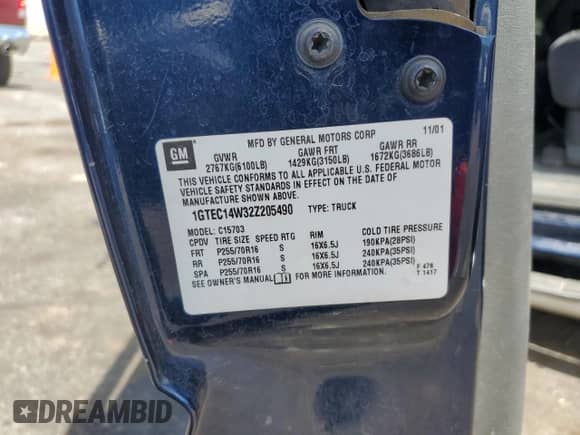 GM
MFD BY GENERAL MOTORS CORP 11/01
GVWR GAWR FRT GAWR RR
2767KG(6100LB) 1429KG(3150LB) 1672KG(3686LB)
THIS VEHICLE CONFORMS TO ALL APPLICABLE U.S. FEDERAL MOTOR
VEHICLE SAFETY STANDARDS IN EFFECT ON THE DATE OF
MANUFACTURE SHOWN ABOVE.
1GTEC14W32Z205490 TYPE: TRUCK
MODEL: C15703
CPDV TIRE SIZE SPEED RTG RIM COLD TIRE PRESSURE
FRT P255/70R16 S 16X6.5J 190KPA(28PSI)
RR P255/70R16 S 16X6.5J 240KPA(35PSI)
SPA P255/70R16 S 16X6.5J 240KPA(35PSI)
SEE OWNER'S MANUAL FOR MORE INFORMATION.
F 476
T 1417
DREAMBID